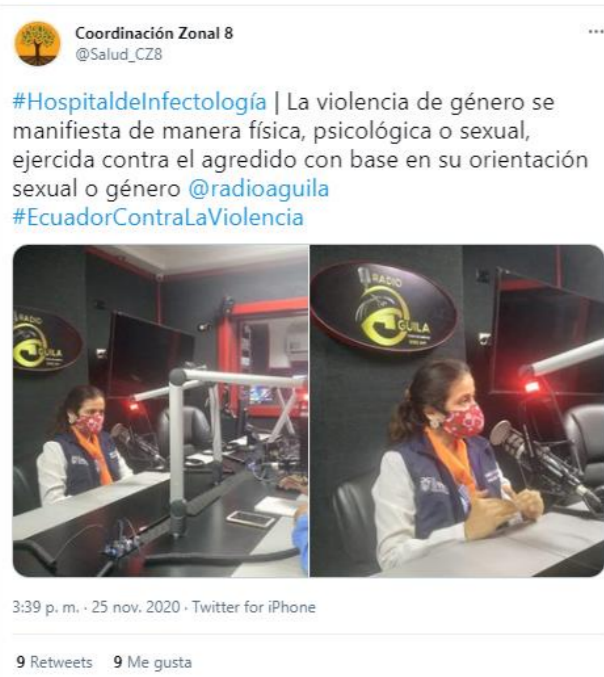 Coordinación Zonal 8
@Salud_CZ8
#HospitaldeInfectología | La violencia de género se
manifiesta de manera física, psicológica o sexual,
ejercida contra el agredido con base en su orientación
sexual o género @radioaguila
#EcuadorContraLaViolencia
RADIO
GUILA
RADIO
GUILA
3:39 p. m. · 25 nov. 2020 · Twitter for iPhone
9 Retweets 9 Me gusta